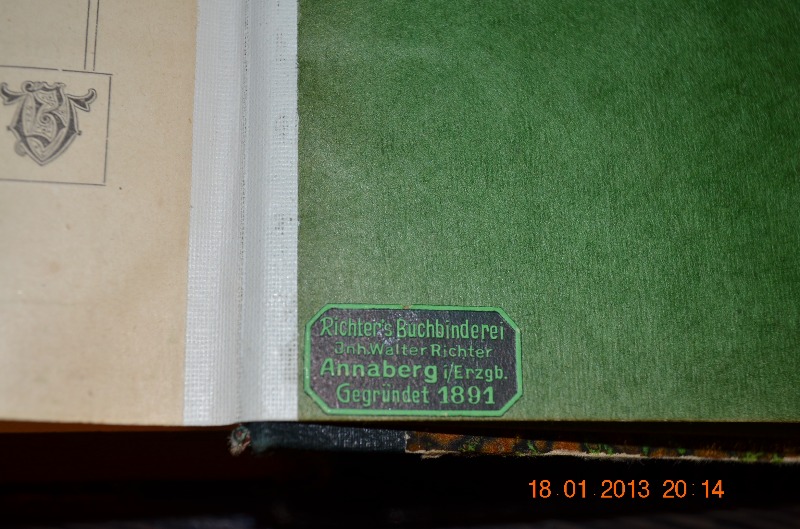 Richter's Buchbinderei
Inh. Walter Richter
Annaberg i/Erzgb.
Gegründet 1891
18 01 2013 20:14